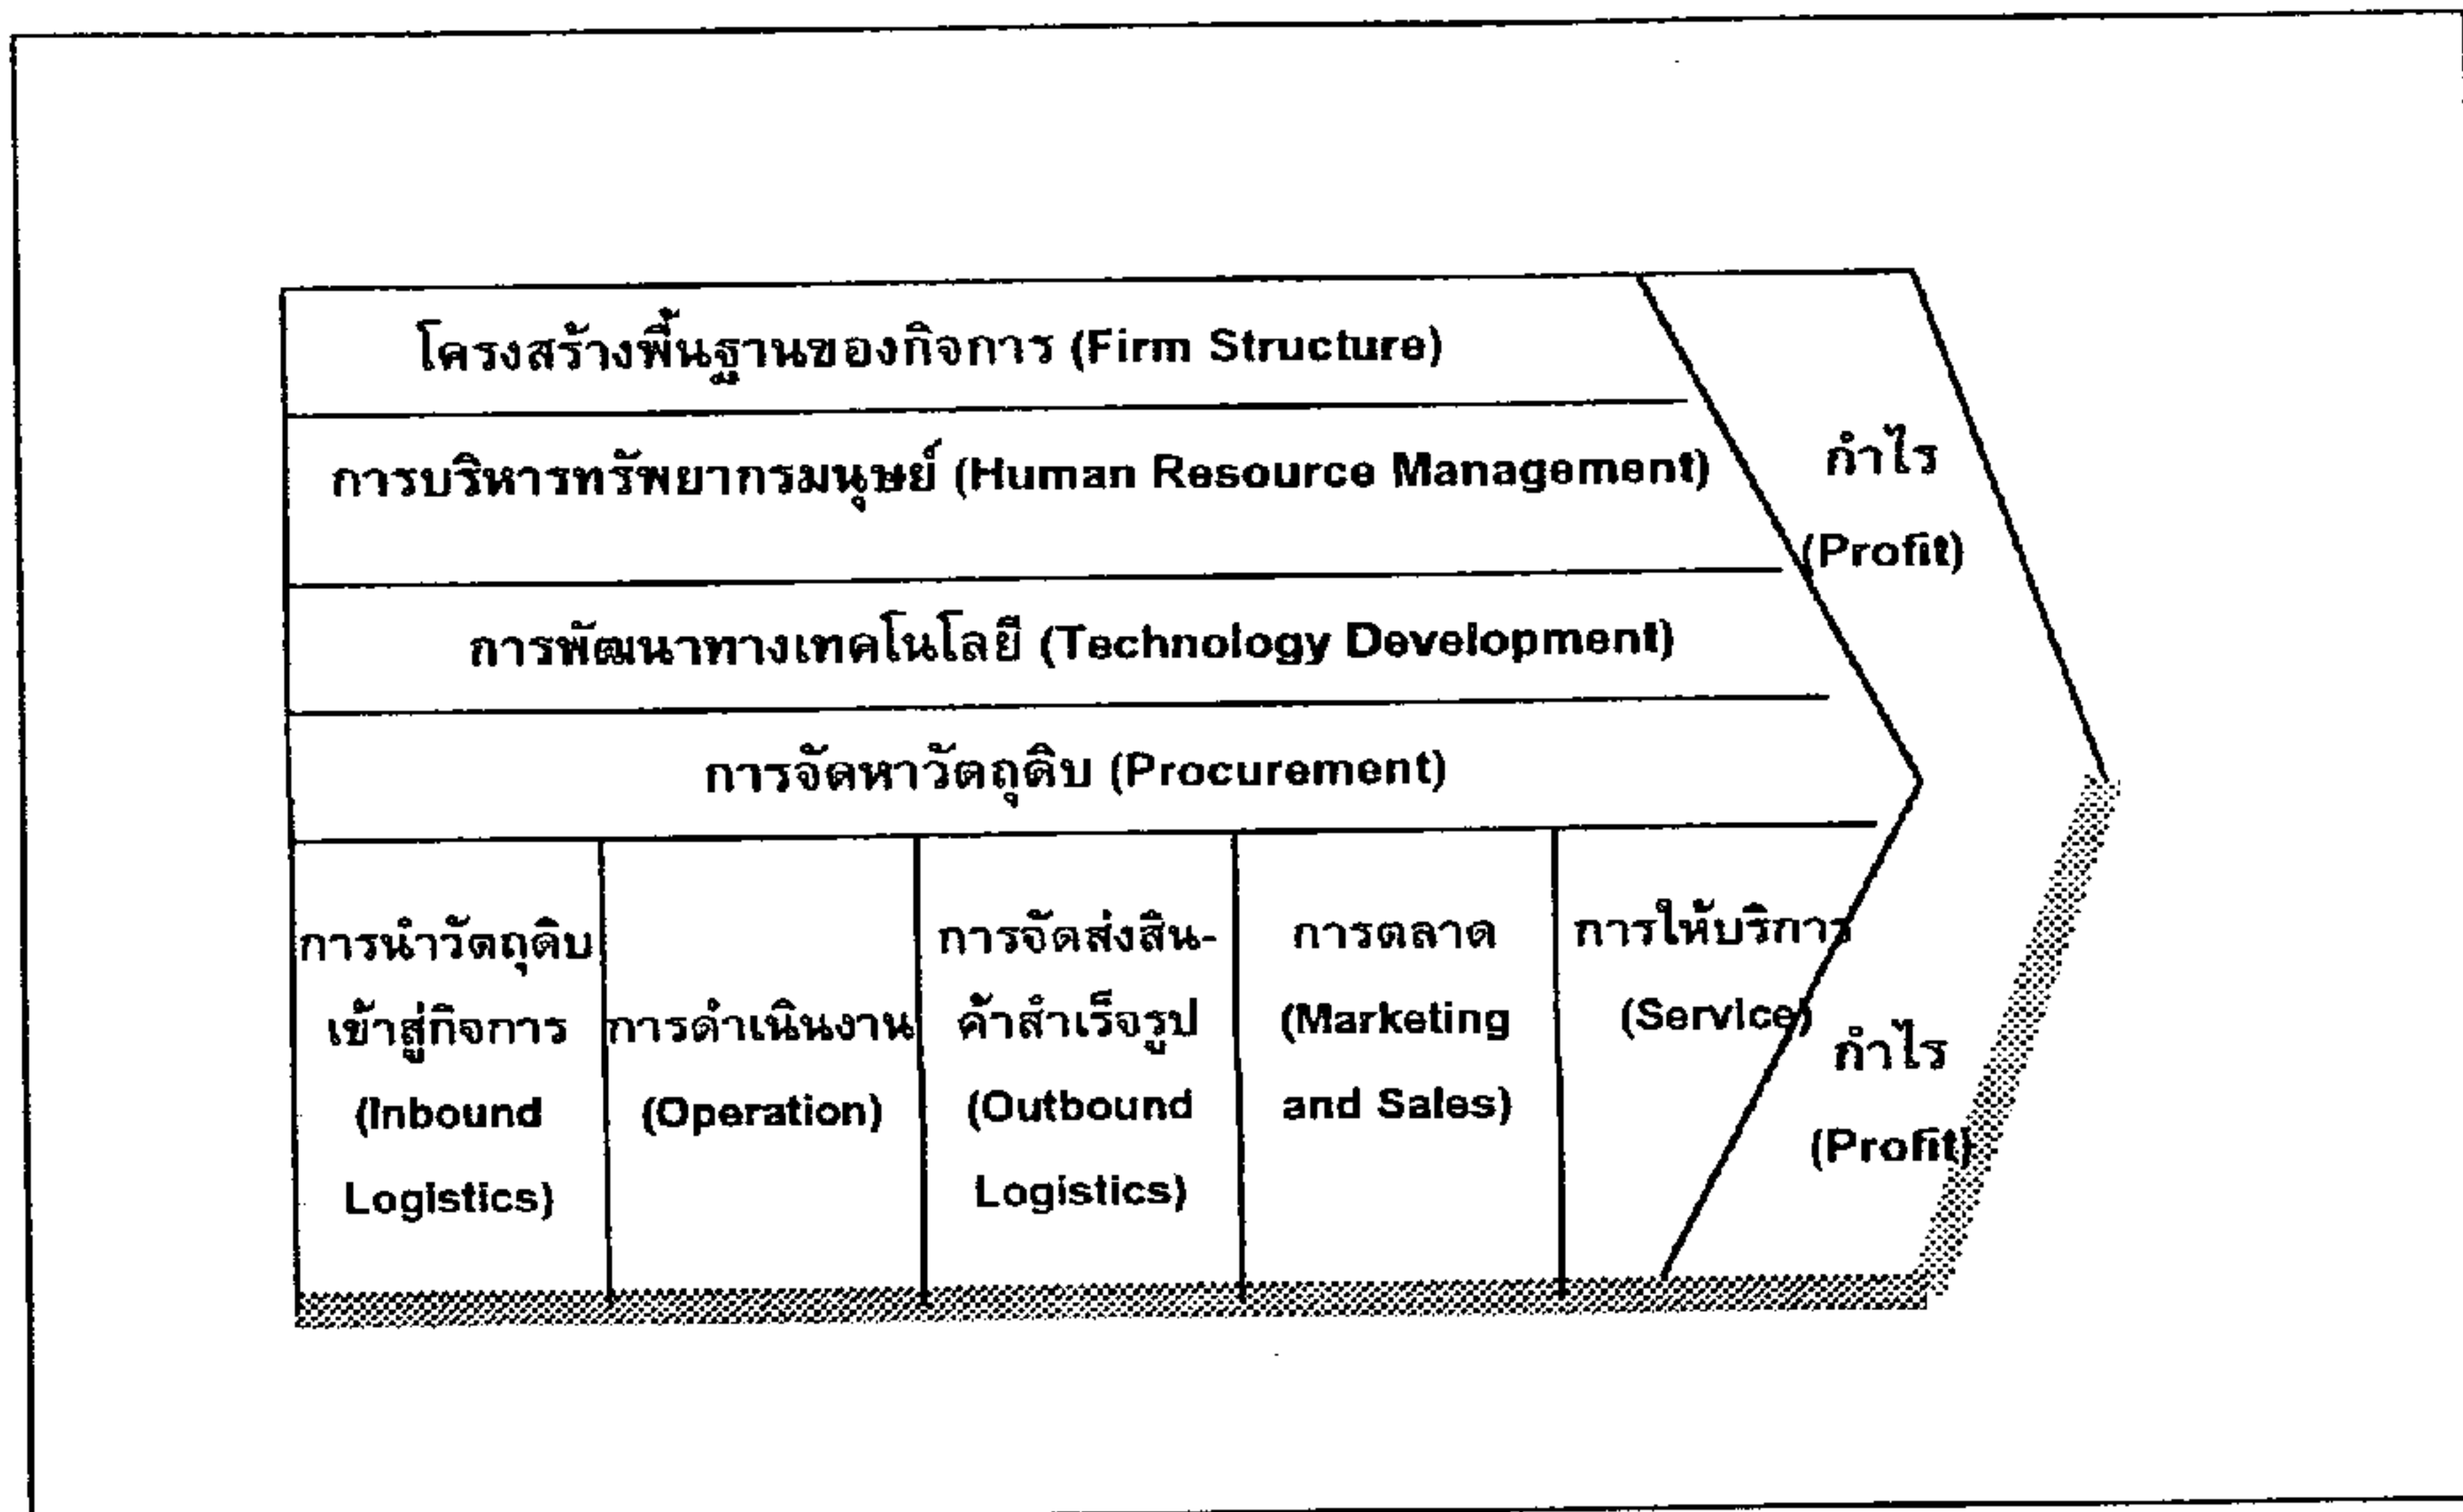 โครงสร้างพื้นฐานของกิจการ (Firm Structure)
การบริหารทรัพยากรมนุษย์ (Human Resource Management)
การพัฒนาทางเทคโนโลยี (Technology Development)
การจัดหาวัตถุดิบ (Procurement)
กำไร
(Profit)
การนำวัตถุดิบ
เข้าสู่กิจการ
(Inbound
Logistics)
การดำเนินงาน
(Operation)
การจัดส่งสิน-
ค้าสำเร็จรูป
(Outbound
Logistics)
การตลาด
(Marketing
and Sales)
การให้บริการ
(Service)
กำไร
(Profit)